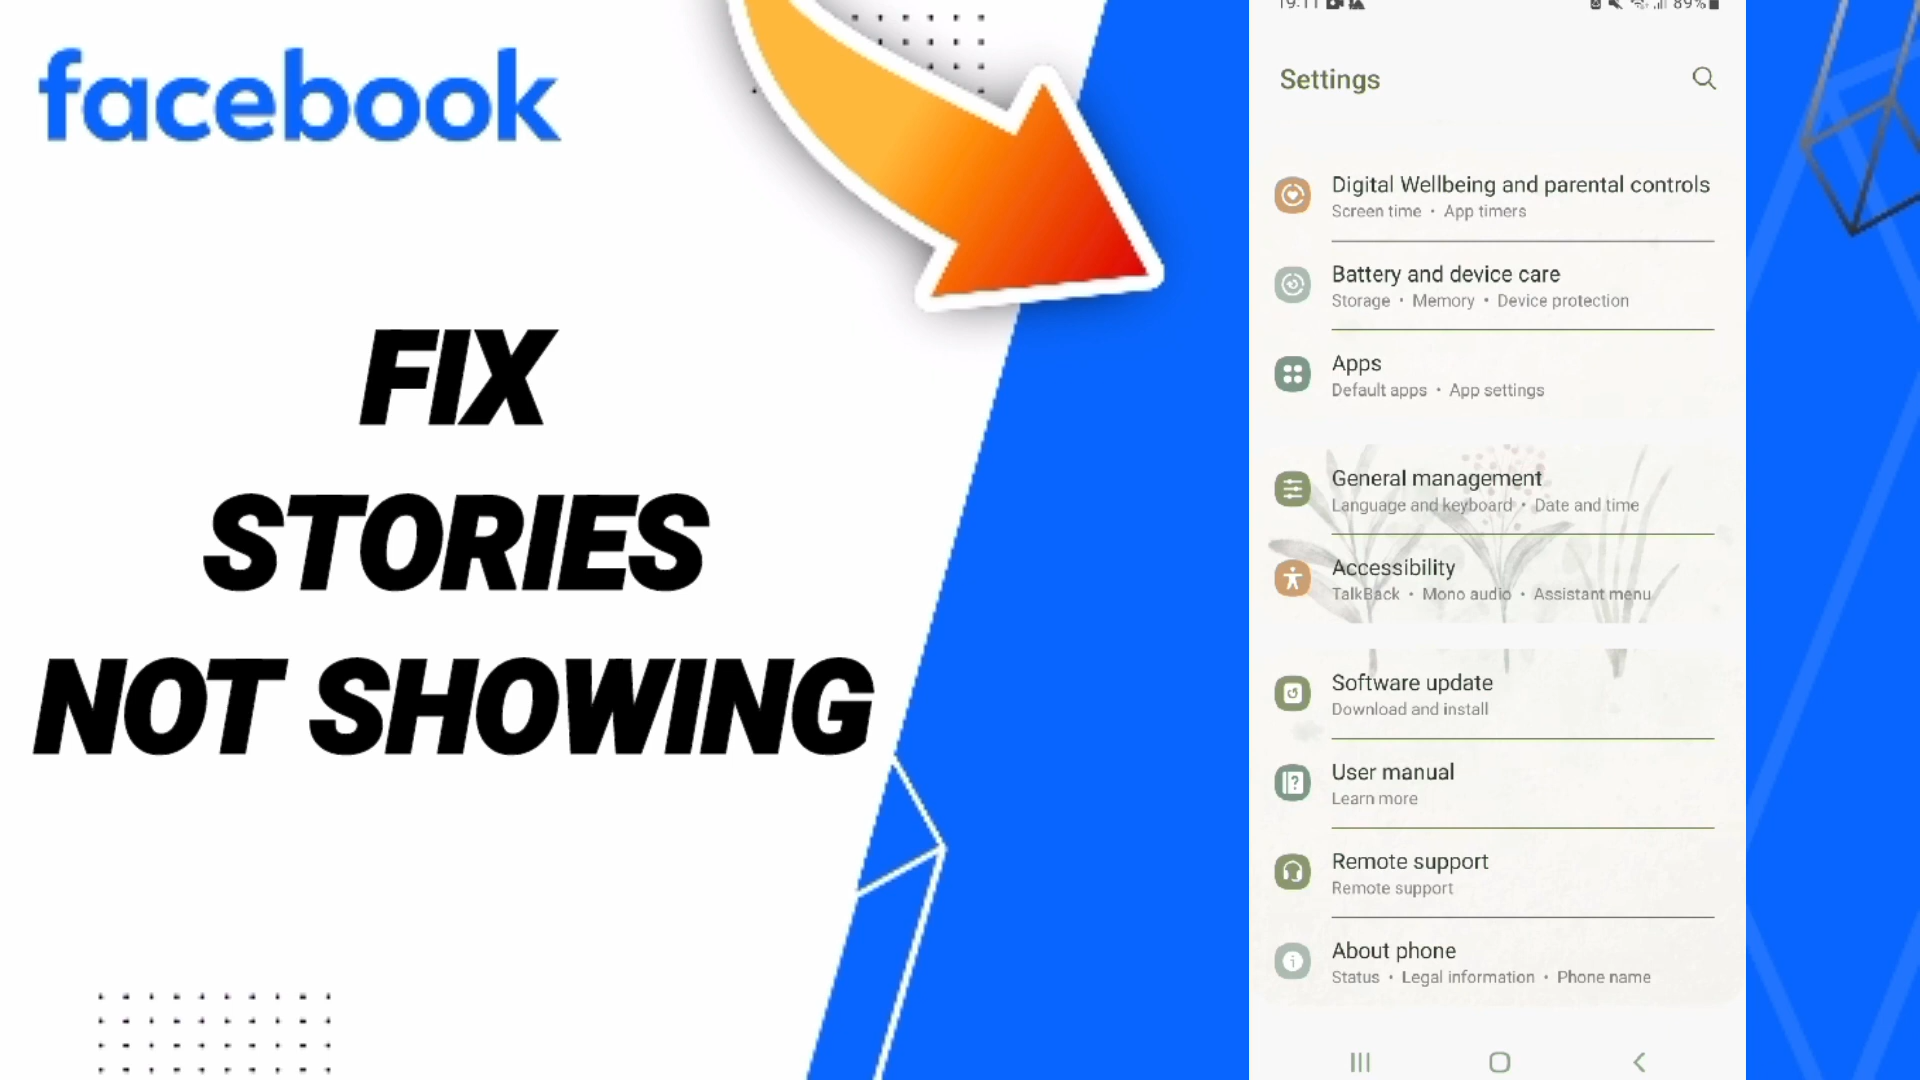 facebook
FIX
STORIES
NOT SHOWING
19:11
89%
Settings
Digital Wellbeing and parental controls
Screen time • App timers
Battery and device care
Storage • Memory • Device protection
Apps
Default apps • App settings
General management
Language and keyboard • Date and time
Accessibility
TalkBack • Mono audio • Assistant menu
Software update
Download and install
User manual
Learn more
Remote support
Remote support
About phone
Status • Legal information • Phone name